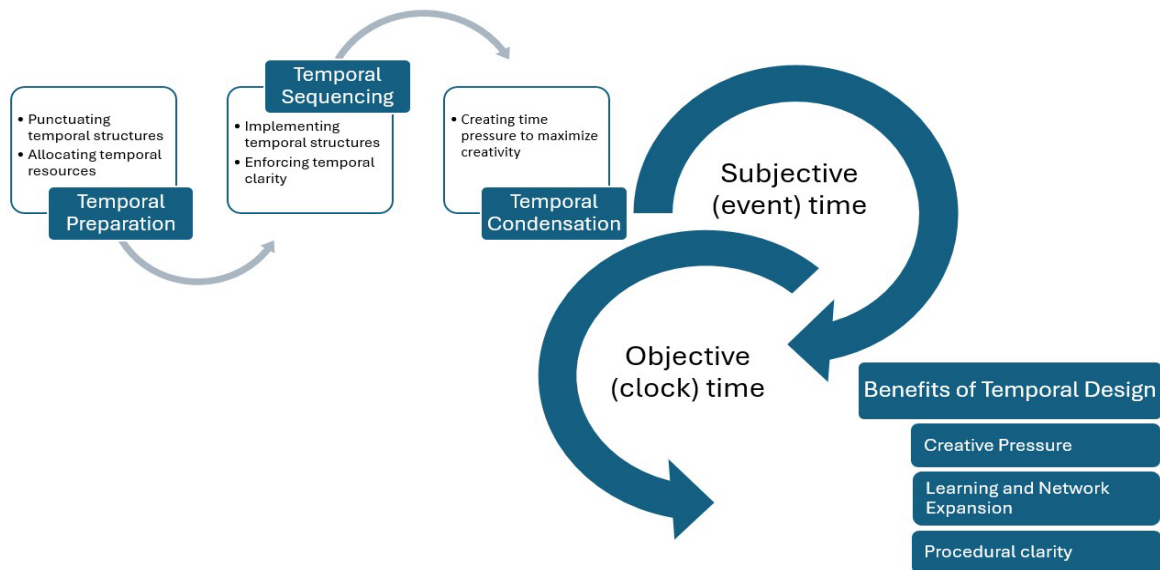 • Punctuating
temporal structures
• Allocating temporal
resources
Temporal
Preparation
Temporal
Sequencing
• Implementing
temporal structures
• Enforcing temporal
clarity
• Creating time
pressure to maximize
creativity
Temporal
Condensation
Subjective
(event) time
Objective
(clock) time
Benefits of Temporal Design
Creative Pressure
Learning and Network
Expansion
Procedural clarity